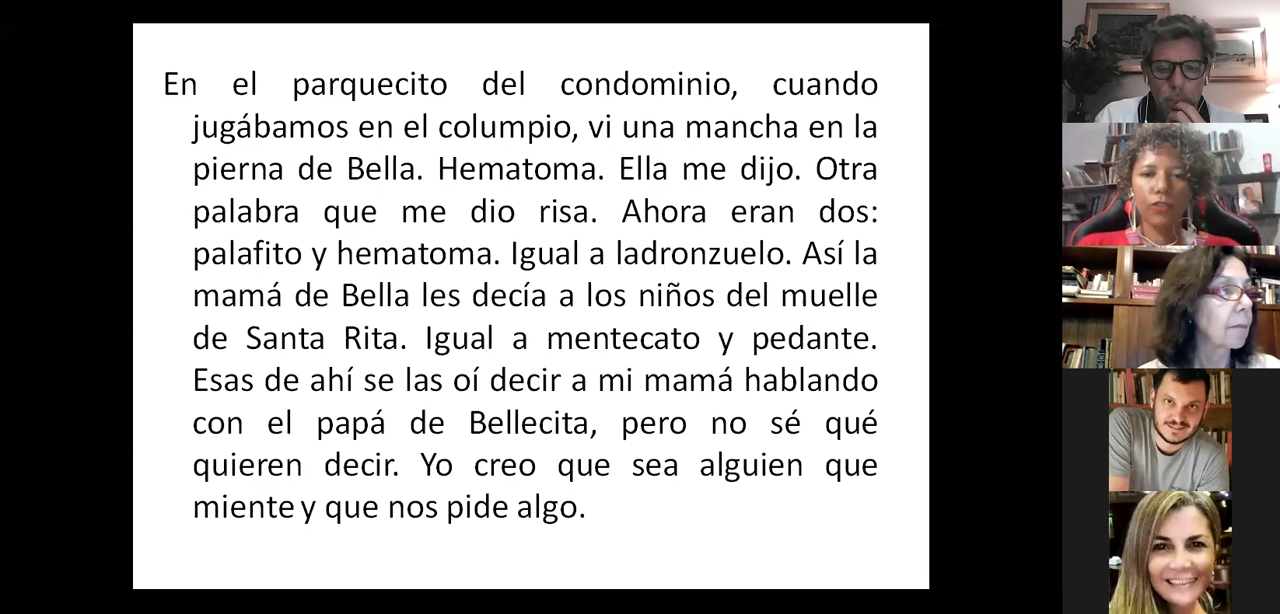 En el parquecito del condominio, cuando
jugábamos en el columpio, vi una mancha en la
pierna de Bella. Hematoma. Ella me dijo. Otra
palabra que me dio risa. Ahora eran dos:
palafito y hematoma. Igual a ladronzuelo. Así la
mamá de Bella les decía a los niños del muelle
de Santa Rita. Igual a mentecato y pedante.
Esas de ahí se las oí decir a mi mamá hablando
con el papá de Bellecita, pero no sé qué
quieren decir. Yo creo que sea alguien que
miente y que nos pide algo.